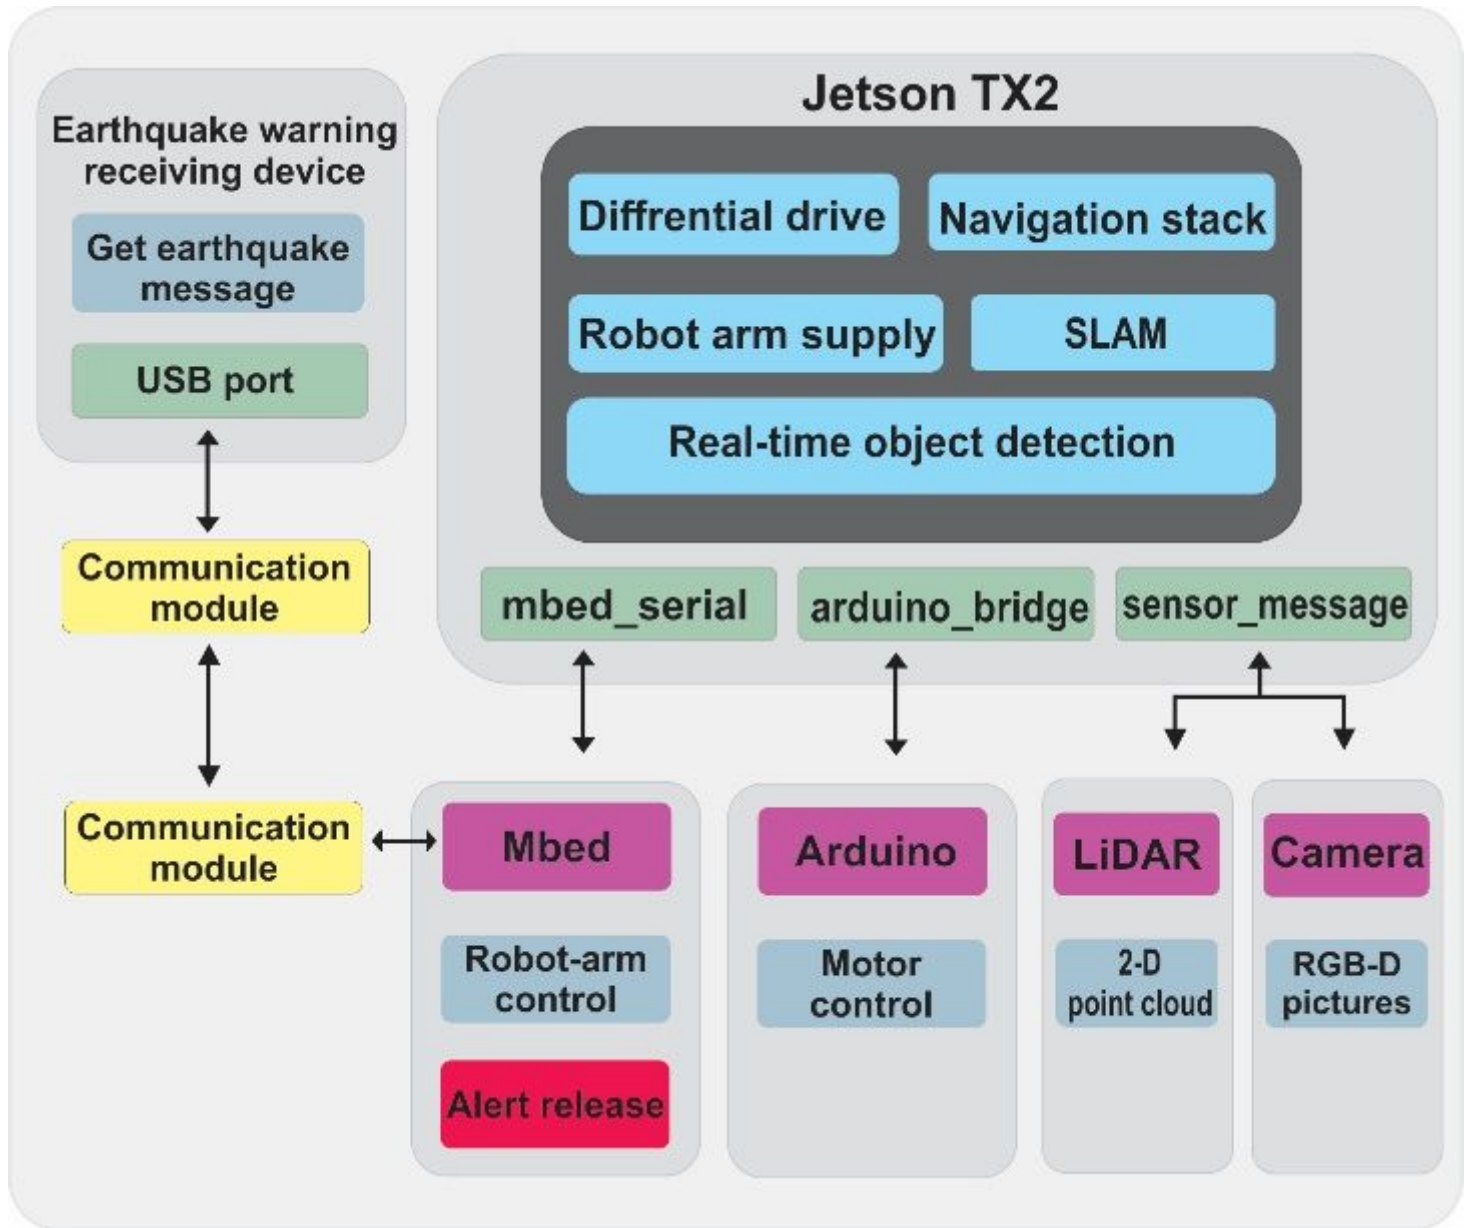 Earthquake warning
receiving device
Get earthquake
message
USB port
Communication
module
Communication
module
Jetson TX2
Diffrential drive
Navigation stack
Robot arm supply
SLAM
Real-time object detection
mbed_serial
arduino_bridge
sensor_message
Mbed
Robot-arm
control
Alert release
Arduino
Motor
control
LiDAR
2-D
point cloud
Camera
RGB-D
pictures